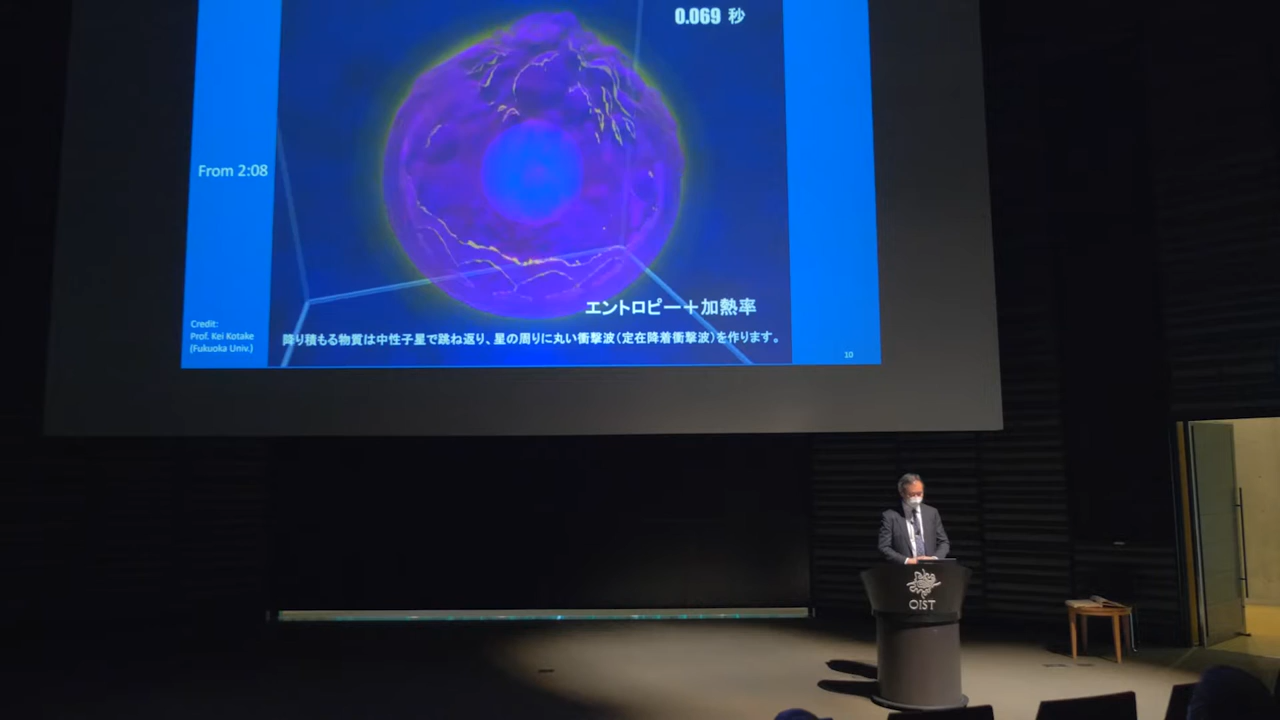 0.069 秒
From 2:08
エントロピー＋加熱率
Credit:
Prof. Kei Kotake
(Fukuoka Univ.)
降り積もる物質は中性子星で跳ね返り、星の周りに丸い衝撃波（定在降着衝撃波）を作ります。
10
OIST